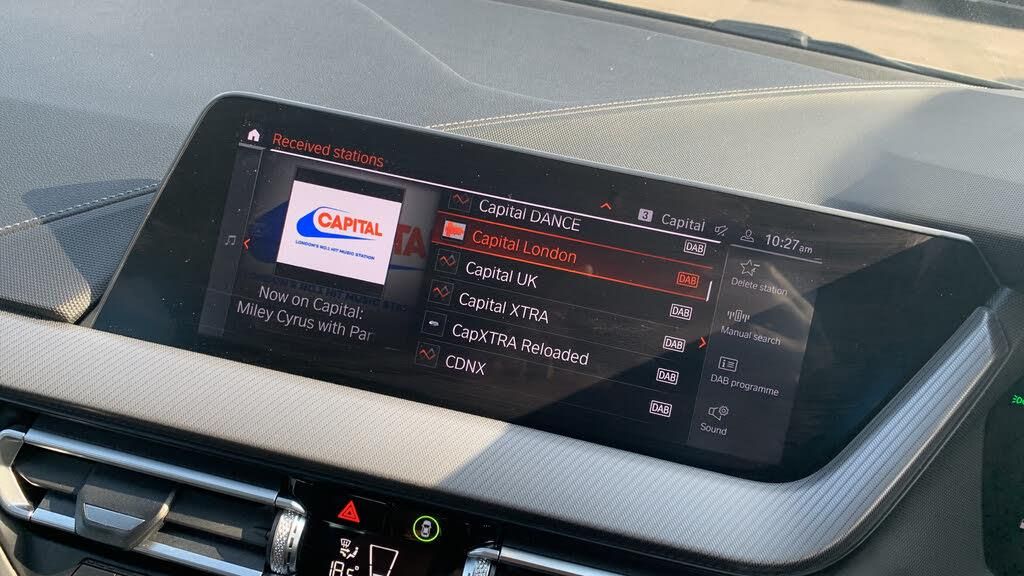 Received stations
3 Capital
10:27am
CAPITAL
LONDON'S NO.1 HIT MUSIC STATION
Now on Capital:
Miley Cyrus with Par
Capital DANCE DAB
Capital London DAB
Capital UK DAB
Capital XTRA DAB
CapXTRA Reloaded DAB
CDNX DAB
Delete station
Manual search
DAB programme
Sound